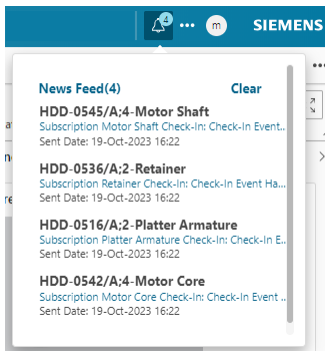 4
m
SIEMENS
News Feed(4) Clear
HDD-0545/A;4-Motor Shaft
Subscription Motor Shaft Check-In: Check-In Event..
Sent Date: 19-Oct-2023 16:22
HDD-0536/A;2-Retainer
Subscription Retainer Check-In: Check-In Event Ha...
Sent Date: 19-Oct-2023 16:22
HDD-0516/A;2-Platter Armature
Subscription Platter Armature Check-In: Check-In E..
Sent Date: 19-Oct-2023 16:22
HDD-0542/A;4-Motor Core
Subscription Motor Core Check-In: Check-In Event ..
Sent Date: 19-Oct-2023 16:22